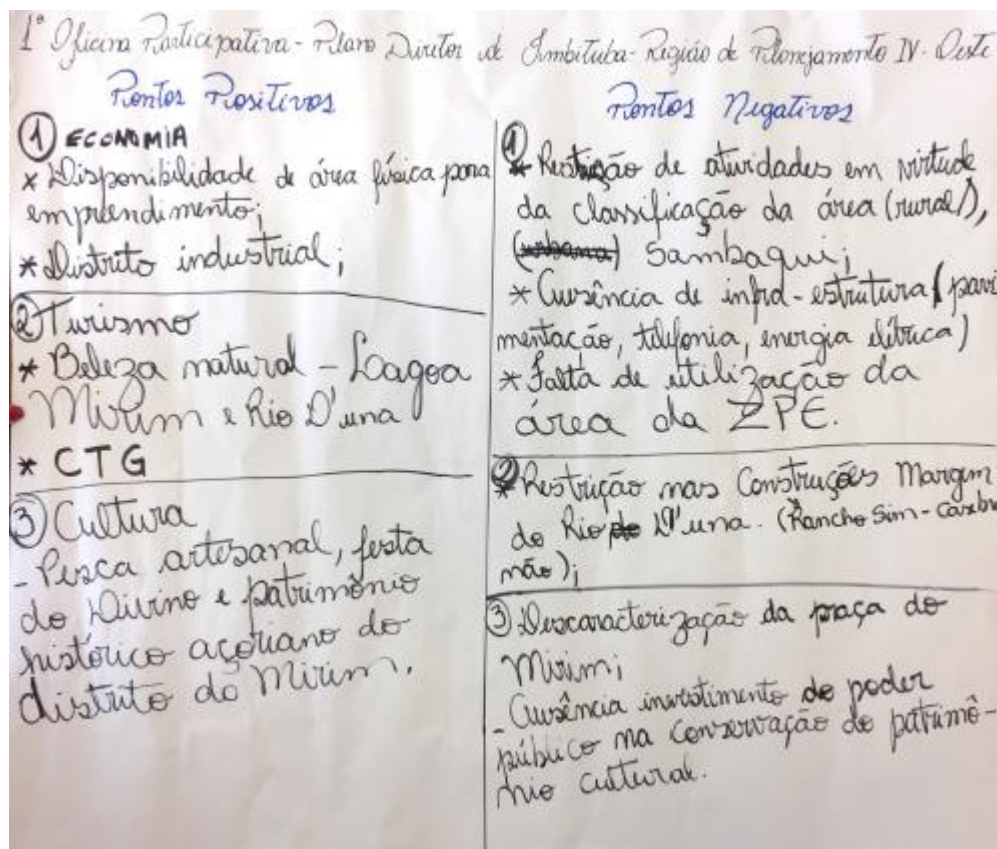 1º Oficina Participativa - Plano Diretor de Imbituba - Região de Planejamento IV - Oeste
Pontos Positivos
① ECONOMIA
* Disponibilidade de área física para
empreendimento;
* Distrito industrial;
② Turismo
* Beleza natural - Lagoa
Mirim e Rio D'una
* CTG
③ Cultura
- Pesca artesanal, festa
do Divino e patrimônio
histórico açoriano do
distrito do Mirim.
Pontos Negativos
①
* Restrição de atividades em virtude
da classificação da área (rural),
(urbana) Sambaqui;
* Ausência de infra-estrutura (pavi
mentação, telefonia, energia elétrica)
* Falta de utilização da
área da ZPE.
②
* Restrição nas Construções Margem
do Rio D'una. (Rancho Sim -
não);
③ Descaracterização da praça do
Mirim;
- Ausência investimento do poder
público na conservação do patrimô-
nio cultural.